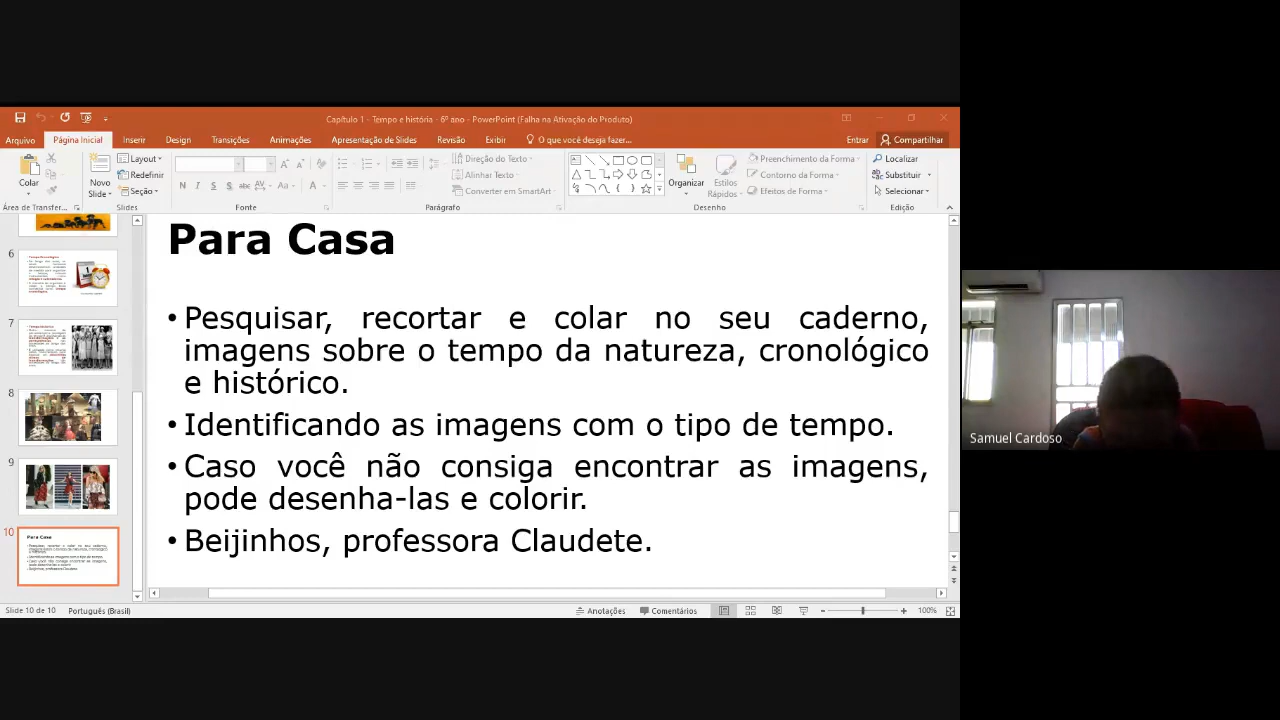 Capítulo 1 - Tempo e história - 6º ano - PowerPoint (Falha na Ativação do Produto)
Arquivo Página Inicial Inserir Design Transições Animações Apresentação de Slides Revisão Exibir O que você deseja fazer... Entrar Compartilhar
Layout Direção do Texto Preenchimento da Forma Localizar
Colar Novo Slide Redefinir Alinhar Texto Organizar Estilos Rápidos Contorno da Forma Substituir
Seção Converter em SmartArt Efeitos de Forma Selecionar
Área de Transfer... Slides Fonte Parágrafo Desenho Edição
6
7
8
9
10
Para Casa
• Pesquisar, recortar e colar no seu caderno,
imagens sobre o tempo da natureza, cronológico
e histórico.
• Identificando as imagens com o tipo de tempo.
• Caso você não consiga encontrar as imagens,
pode desenha-las e colorir.
• Beijinhos, professora Claudete.
Slide 10 de 10 Português (Brasil) Anotações Comentários 100%
Samuel Cardoso